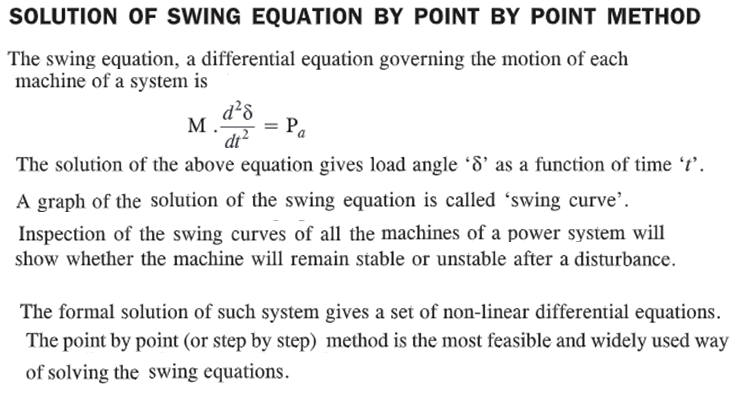 SOLUTION OF SWING EQUATION BY POINT BY POINT METHOD
The swing equation, a differential equation governing the motion of each
machine of a system is
M . d²δ/dt² = Pₐ
The solution of the above equation gives load angle ‘δ’ as a function of time ‘t’.
A graph of the solution of the swing equation is called ‘swing curve’.
Inspection of the swing curves of all the machines of a power system will
show whether the machine will remain stable or unstable after a disturbance.
The formal solution of such system gives a set of non-linear differential equations.
The point by point (or step by step) method is the most feasible and widely used way
of solving the swing equations.